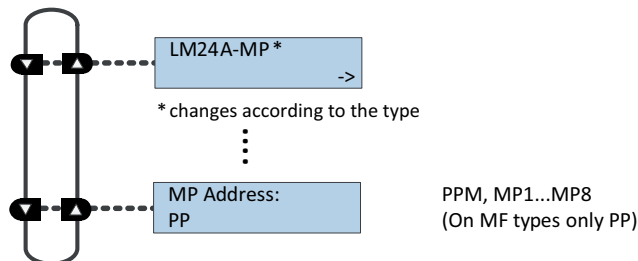 LM24A-MP*
->
* changes according to the type
MP Address:
PP
PPM, MP1...MP8
(On MF types only PP)